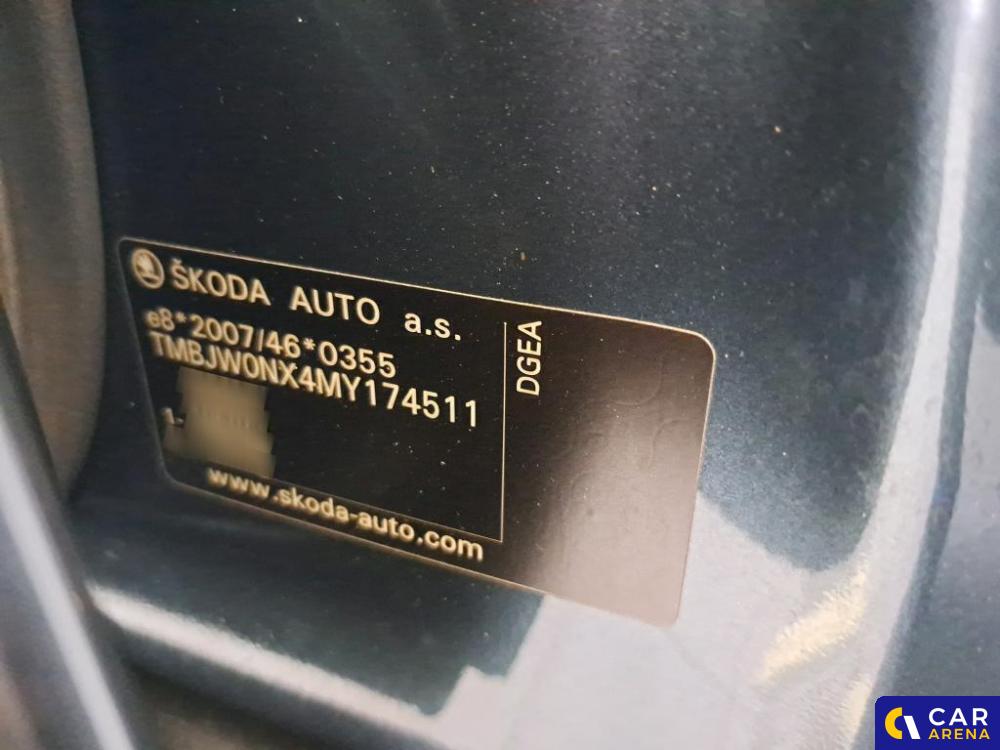 ŠKODA AUTO a.s.
e8*2007/46*0355
TMBJW0NX4MY174511
1-
www.skoda-auto.com
DGEA
CAR
ARENA